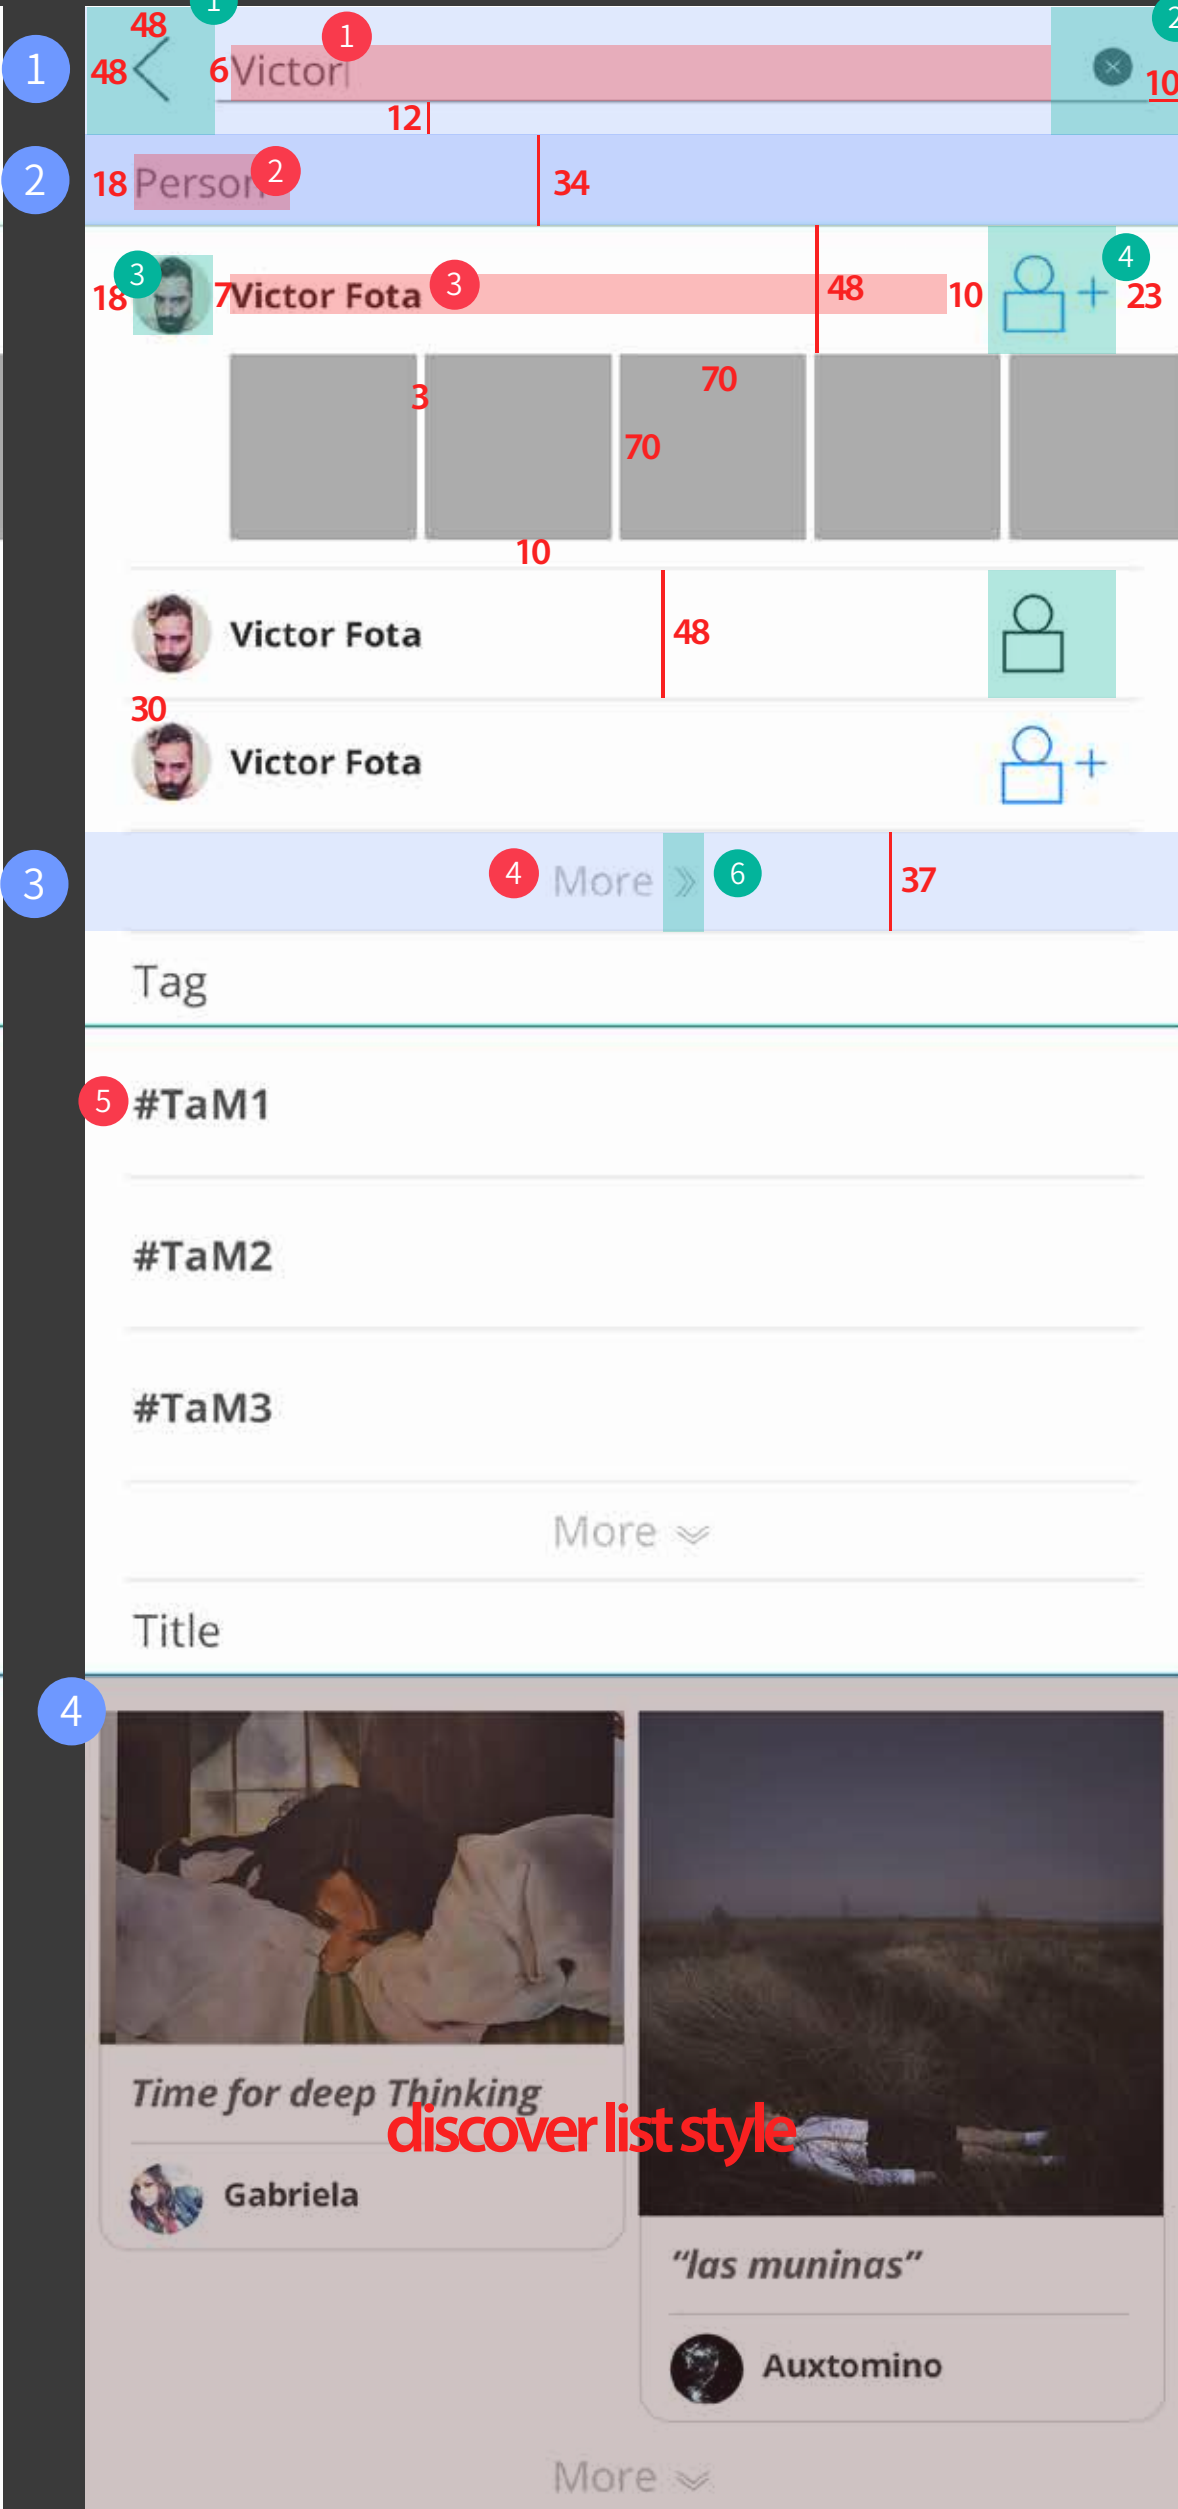 1
48
1
2
1
48
6
Victor
10
12
2
18
Person
2
34
3
18
7
Victor Fota
3
48
10
4
23
3
70
70
10
Victor Fota
48
30
Victor Fota
3
4
More
6
37
Tag
5
#TaM1
#TaM2
#TaM3
More
Title
4
Time for deep Thinking
discover list style
Gabriela
“las muninas”
Auxtomino
More